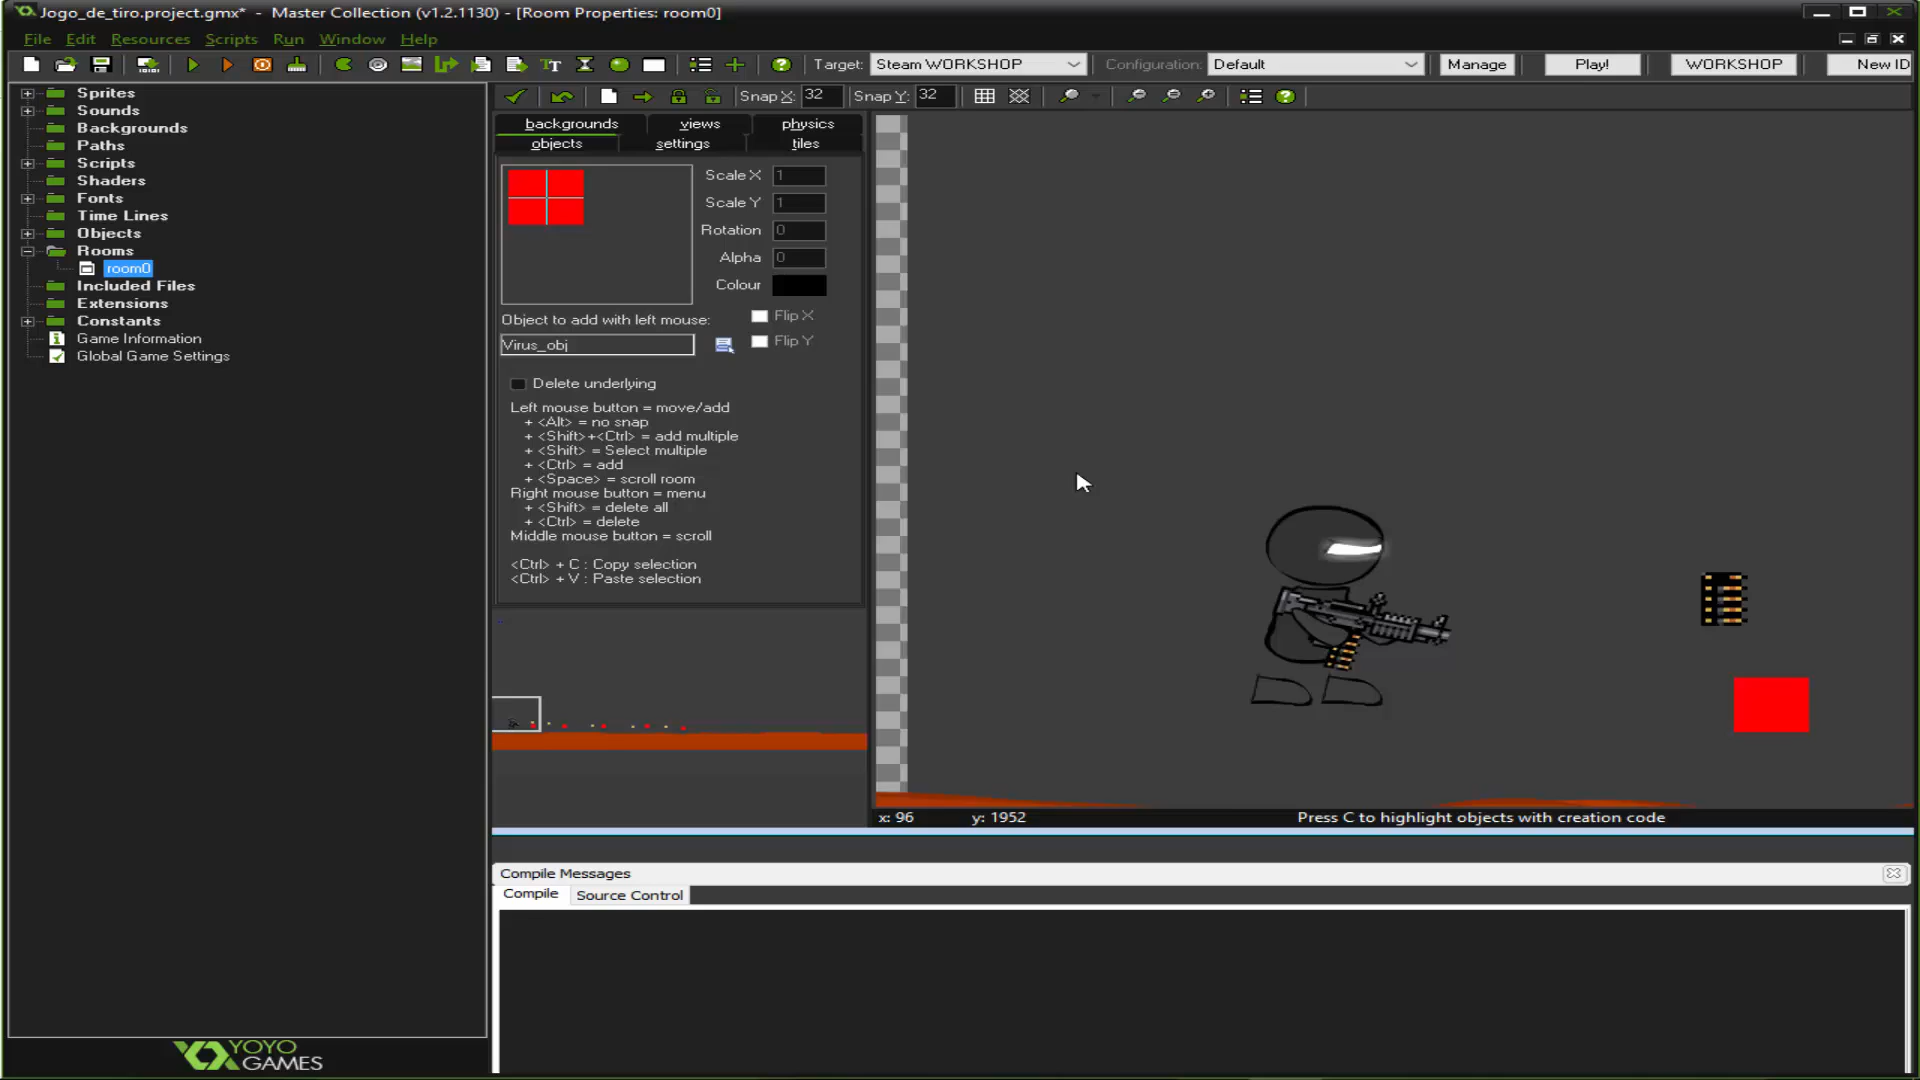 Jogo_de_tiro.project.gmx* - Master Collection (v1.2.1130) - [Room Properties: room0]
File Edit Resources Scripts Run Window Help
Target: Steam WORKSHOP Configuration: Default Manage Play! WORKSHOP New ID
Snap X: 32 Snap Y: 32
Sprites
Sounds
Backgrounds
Paths
Scripts
Shaders
Fonts
Time Lines
Objects
Rooms
room0
Included Files
Extensions
Constants
Game Information
Global Game Settings
backgrounds views physics
objects settings tiles
Scale X 1
Scale Y 1
Rotation 0
Alpha 0
Colour
Object to add with left mouse:
Flip X
Virus_obj
Flip Y
Delete underlying
Left mouse button = move/add
+ <Alt> = no snap
+ <Shift>+<Ctrl> = add multiple
+ <Shift> = Select multiple
+ <Ctrl> = add
+ <Space> = scroll room
Right mouse button = menu
+ <Shift> = delete all
+ <Ctrl> = delete
Middle mouse button = scroll
<Ctrl> + C : Copy selection
<Ctrl> + V : Paste selection
x: 96 y: 1952 Press C to highlight objects with creation code
Compile Messages
Compile Source Control
YOYO
GAMES